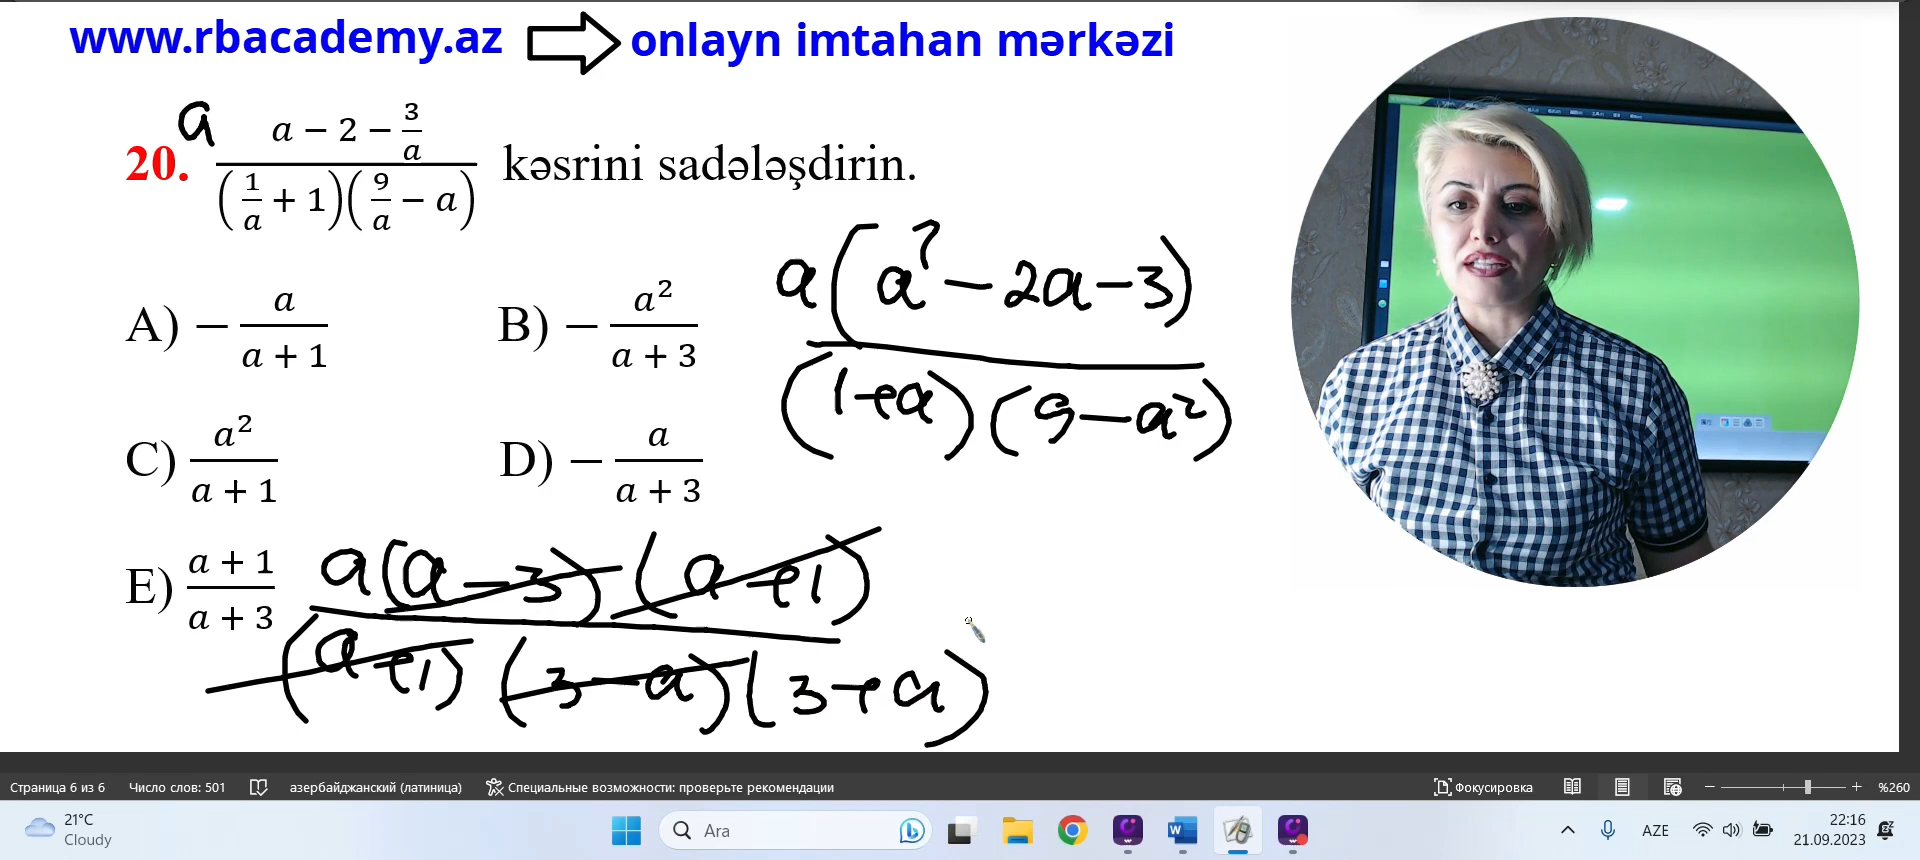 www.rbacademy.az onlayn imtahan mərkəzi
a
20. (a − 2 − 3/a) / ((1/a + 1)(9/a − a)) kəsrini sadələşdirin.
a(a² − 2a − 3) / ((1+a)(9−a²))
A) − a/(a + 1) B) − a²/(a + 3)
C) a²/(a + 1) D) − a/(a + 3)
E) (a + 1)/(a + 3)
a(a−3)(a+1) / ((a+1)(3−a)(3+a))
Страница 6 из 6 Число слов: 501 азербайджанский (латиница) Специальные возможности: проверьте рекомендации Фокусировка − + %260
21°C
Cloudy
Ara
AZE
22:16
21.09.2023